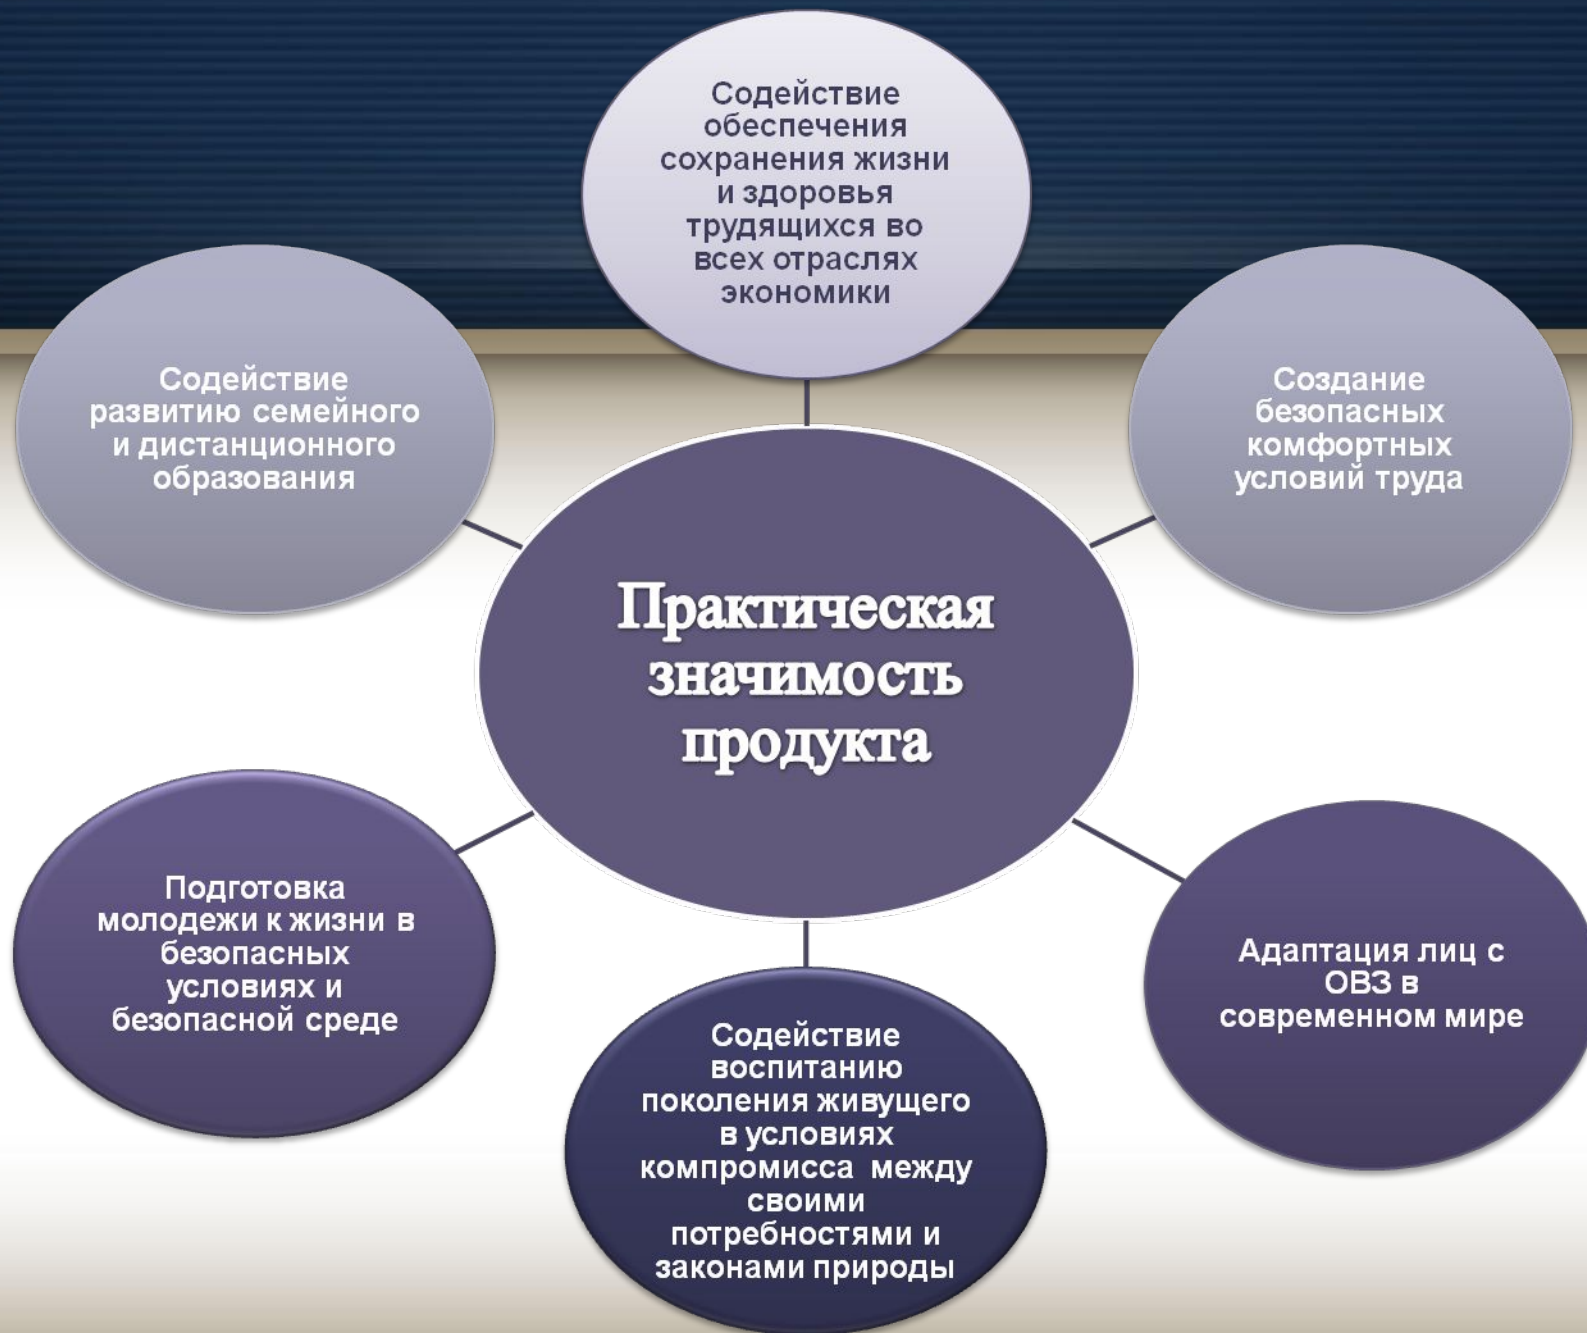 Содействие
обеспечения
сохранения жизни
и здоровья
трудящихся во
всех отраслях
экономики
Содействие
развитию семейного
и дистанционного
образования
Создание
безопасных
комфортных
условий труда
Практическая
значимость
продукта
Подготовка
молодежи к жизни в
безопасных
условиях и
безопасной среде
Адаптация лиц с
ОВЗ в
современном мире
Содействие
воспитанию
поколения живущего
в условиях
компромисса между
своими
потребностями и
законами природы